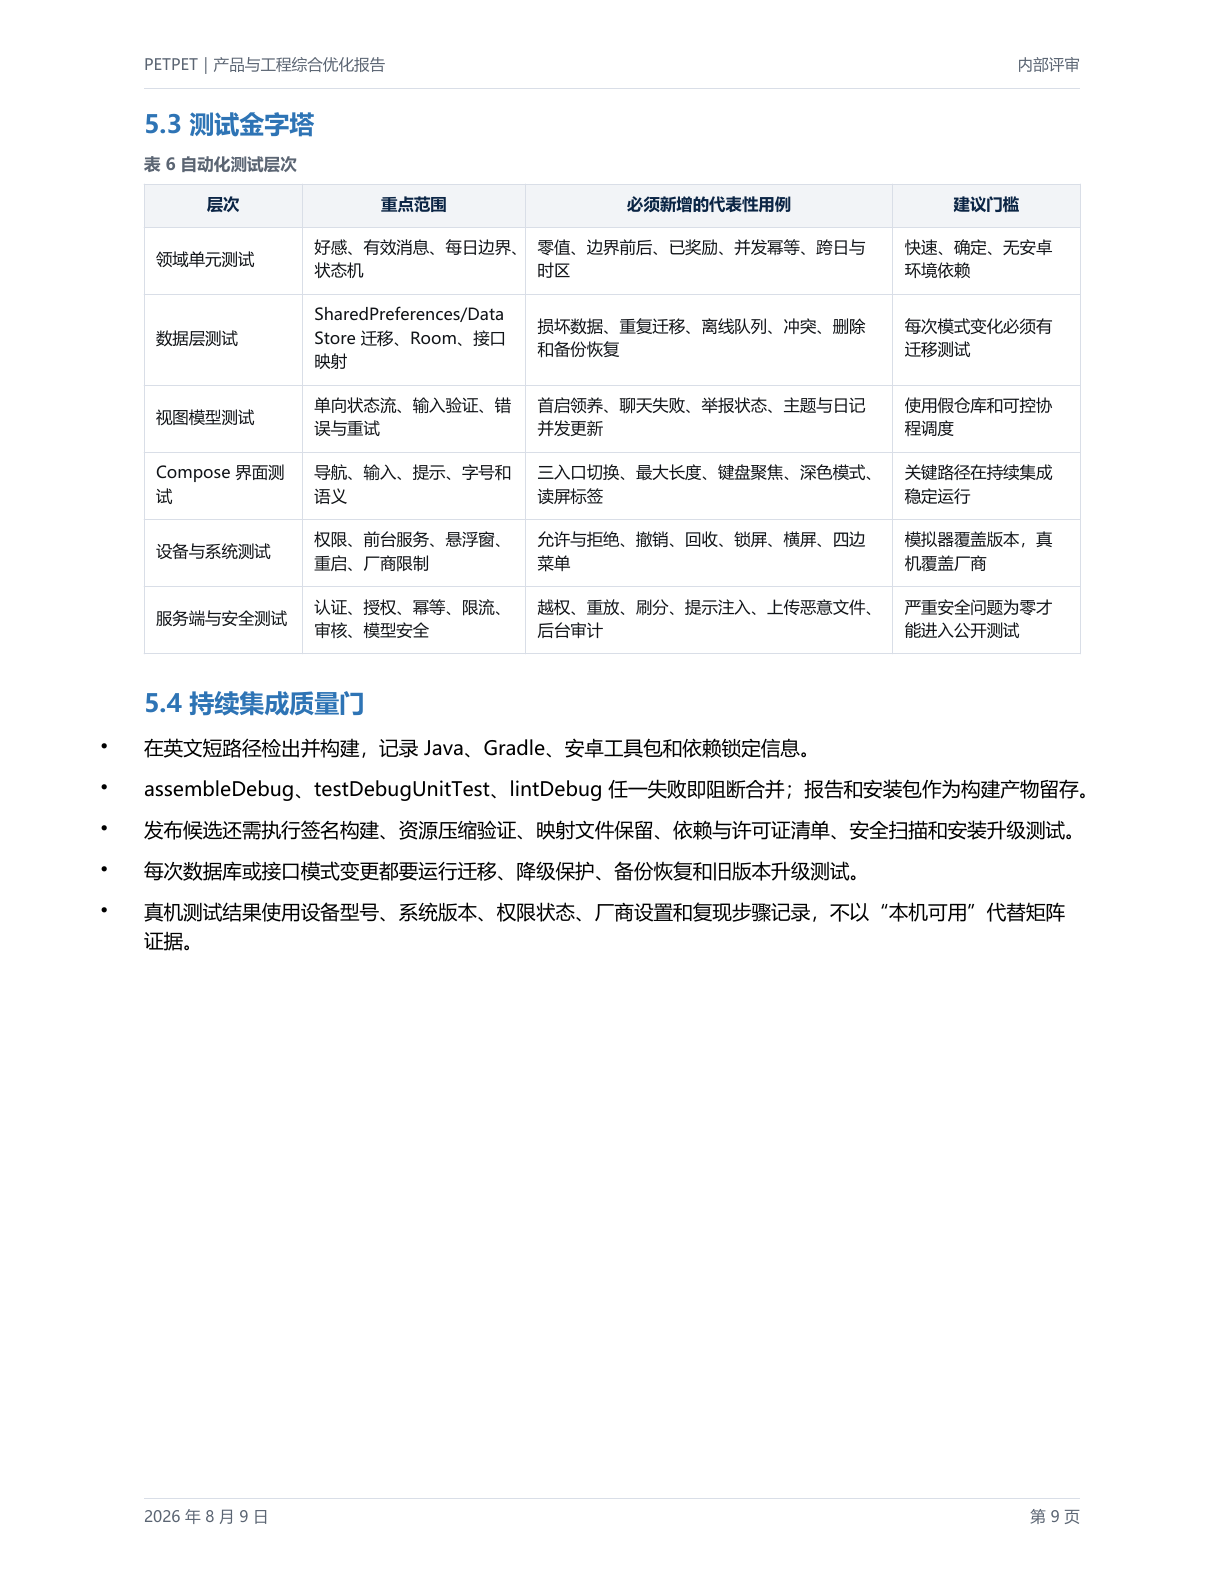 PETPET | 产品与工程综合优化报告
内部评审
5.3 测试金字塔
表 6 自动化测试层次
层次
重点范围
必须新增的代表性用例
建议门槛
领域单元测试
好感、有效消息、每日边界、
状态机
零值、边界前后、已奖励、并发幂等、跨日与
时区
快速、确定、无安卓
环境依赖
数据层测试
SharedPreferences/Data
Store 迁移、Room、接口
映射
损坏数据、重复迁移、离线队列、冲突、删除
和备份恢复
每次模式变化必须有
迁移测试
视图模型测试
单向状态流、输入验证、错
误与重试
首启领养、聊天失败、举报状态、主题与日记
并发更新
使用假仓库和可控协
程调度
Compose 界面测
试
导航、输入、提示、字号和
语义
三入口切换、最大长度、键盘聚焦、深色模式、
读屏标签
关键路径在持续集成
稳定运行
设备与系统测试
权限、前台服务、悬浮窗、
重启、厂商限制
允许与拒绝、撤销、回收、锁屏、横屏、四边
菜单
模拟器覆盖版本，真
机覆盖厂商
服务端与安全测试
认证、授权、幂等、限流、
审核、模型安全
越权、重放、刷分、提示注入、上传恶意文件、
后台审计
严重安全问题为零才
能进入公开测试
5.4 持续集成质量门
• 在英文短路径检出并构建，记录 Java、Gradle、安卓工具包和依赖锁定信息。
• assembleDebug、testDebugUnitTest、lintDebug 任一失败即阻断合并；报告和安装包作为构建产物留存。
• 发布候选还需执行签名构建、资源压缩验证、映射文件保留、依赖与许可证清单、安全扫描和安装升级测试。
• 每次数据库或接口模式变更都要运行迁移、降级保护、备份恢复和旧版本升级测试。
• 真机测试结果使用设备型号、系统版本、权限状态、厂商设置和复现步骤记录，不以“本机可用”代替矩阵
证据。
2026 年 8 月 9 日
第 9 页